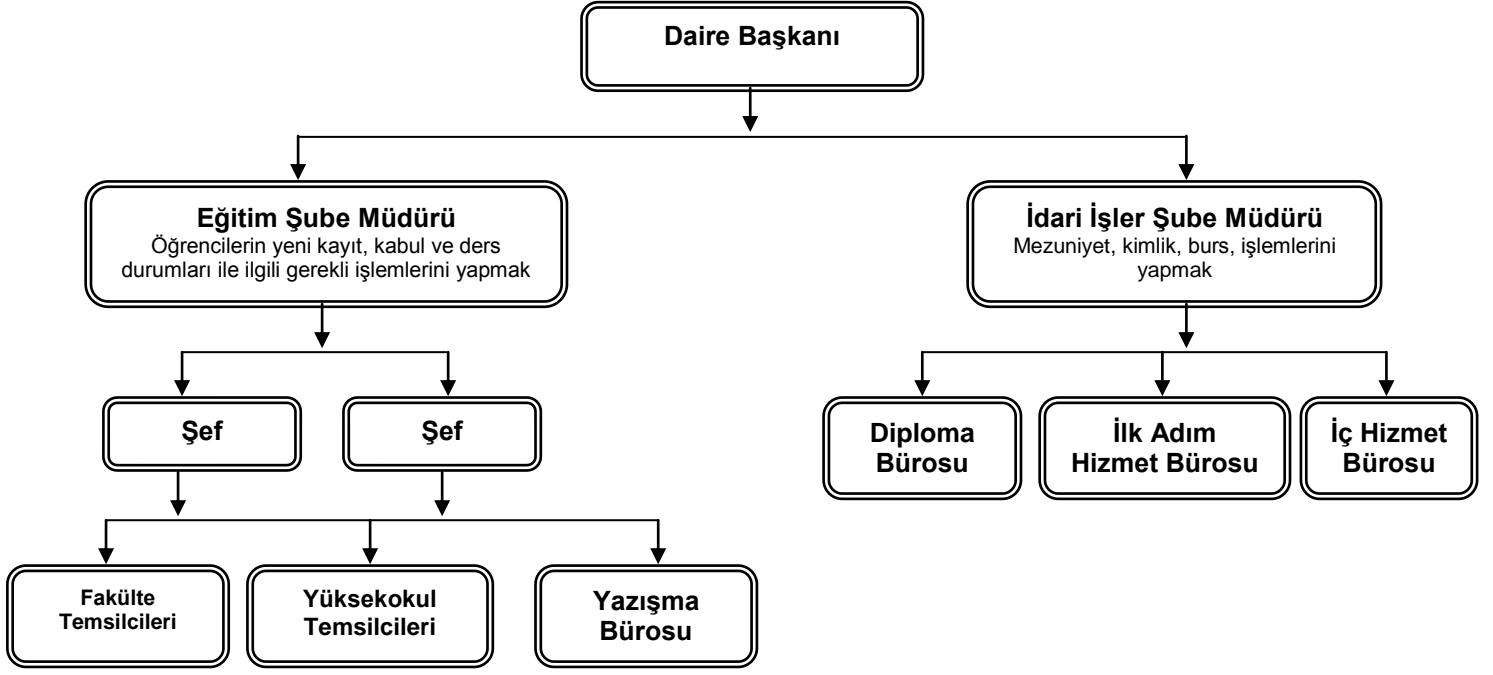 Daire Başkanı
Eğitim Şube Müdürü
Öğrencilerin yeni kayıt, kabul ve ders
durumları ile ilgili gerekli işlemlerini yapmak
İdari İşler Şube Müdürü
Mezuniyet, kimlik, burs, işlemlerini
yapmak
Şef
Şef
Diploma
Bürosu
İlk Adım
Hizmet Bürosu
İç Hizmet
Bürosu
Fakülte
Temsilcileri
Yüksekokul
Temsilcileri
Yazışma
Bürosu